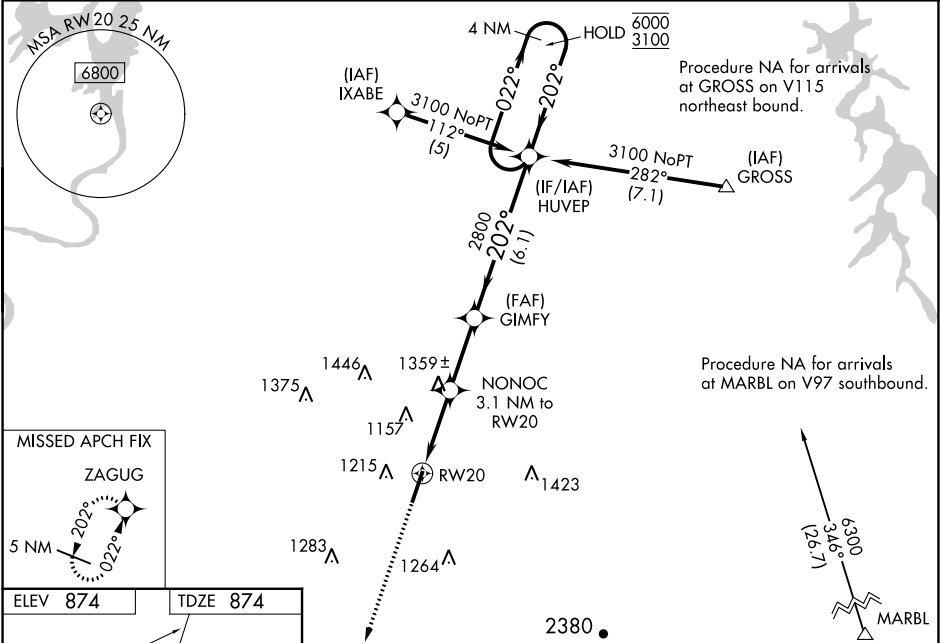 MSA RW20 25 NM
6800
4 NM
HOLD
6000
3100
022°
202°
Procedure NA for arrivals
at GROSS on V115
northeast bound.
(IAF)
IXABE
3100 NoPT
112°
(5)
3100 NoPT
282°
(7.1)
(IAF)
GROSS
(IF/IAF)
HUVEP
2800
202°
(6.1)
(FAF)
GIMFY
1446
1359 ±
1375
NONOC
3.1 NM to
RW20
1157
Procedure NA for arrivals
at MARBL on V97 southbound.
MISSED APCH FIX
ZAGUG
202°
022°
5 NM
1215
RW20
1423
1283
1264
6300
346°
(26.7)
MARBL
ELEV 874
TDZE 874
2380